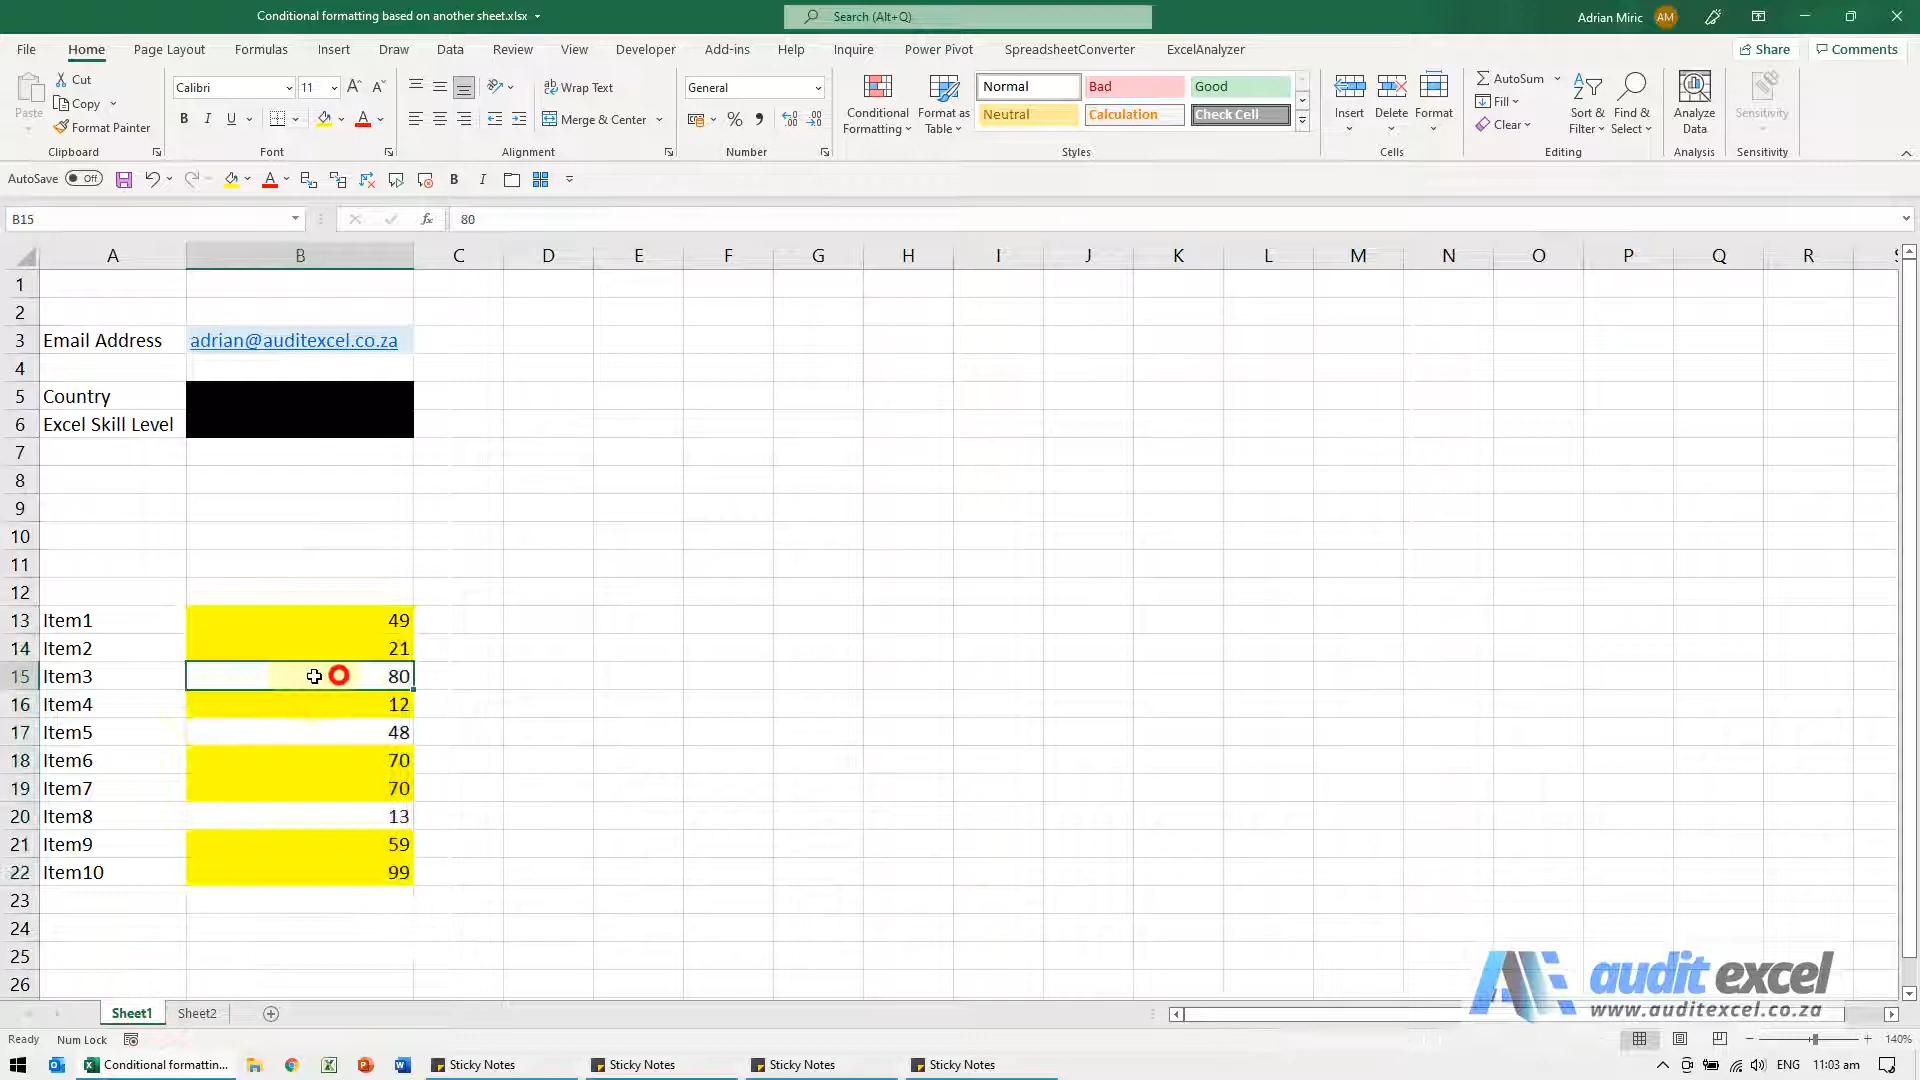 Conditional formatting based on another sheet.xlsx
Search (Alt+Q)
Adrian Miric AM
File Home Page Layout Formulas Insert Draw Data Review View Developer Add-ins Help Inquire Power Pivot SpreadsheetConverter ExcelAnalyzer Share Comments
Paste
Cut
Copy
Format Painter
Clipboard
Calibri 11
B I U
Font
Wrap Text
Merge & Center
Alignment
General
Number
Conditional Formatting
Format as Table
Normal Bad Good
Neutral Calculation Check Cell
Styles
Insert Delete Format
Cells
AutoSum
Fill
Clear
Sort & Filter
Find & Select
Editing
Analyze Data
Analysis
Sensitivity
Sensitivity
AutoSave Off
B I
B15 fx 80
A B C D E F G H I J K L M N O P Q R
1
2
3 Email Address adrian@auditexcel.co.za
4
5 Country
6 Excel Skill Level
7
8
9
10
11
12
13 Item1 49
14 Item2 21
15 Item3 80
16 Item4 12
17 Item5 48
18 Item6 70
19 Item7 70
20 Item8 13
21 Item9 59
22 Item10 99
23
24
25
26
audit excel
www.auditexcel.co.za
Sheet1 Sheet2
Ready Num Lock 140%
Conditional formattin... Sticky Notes Sticky Notes Sticky Notes Sticky Notes ENG 11:03 am